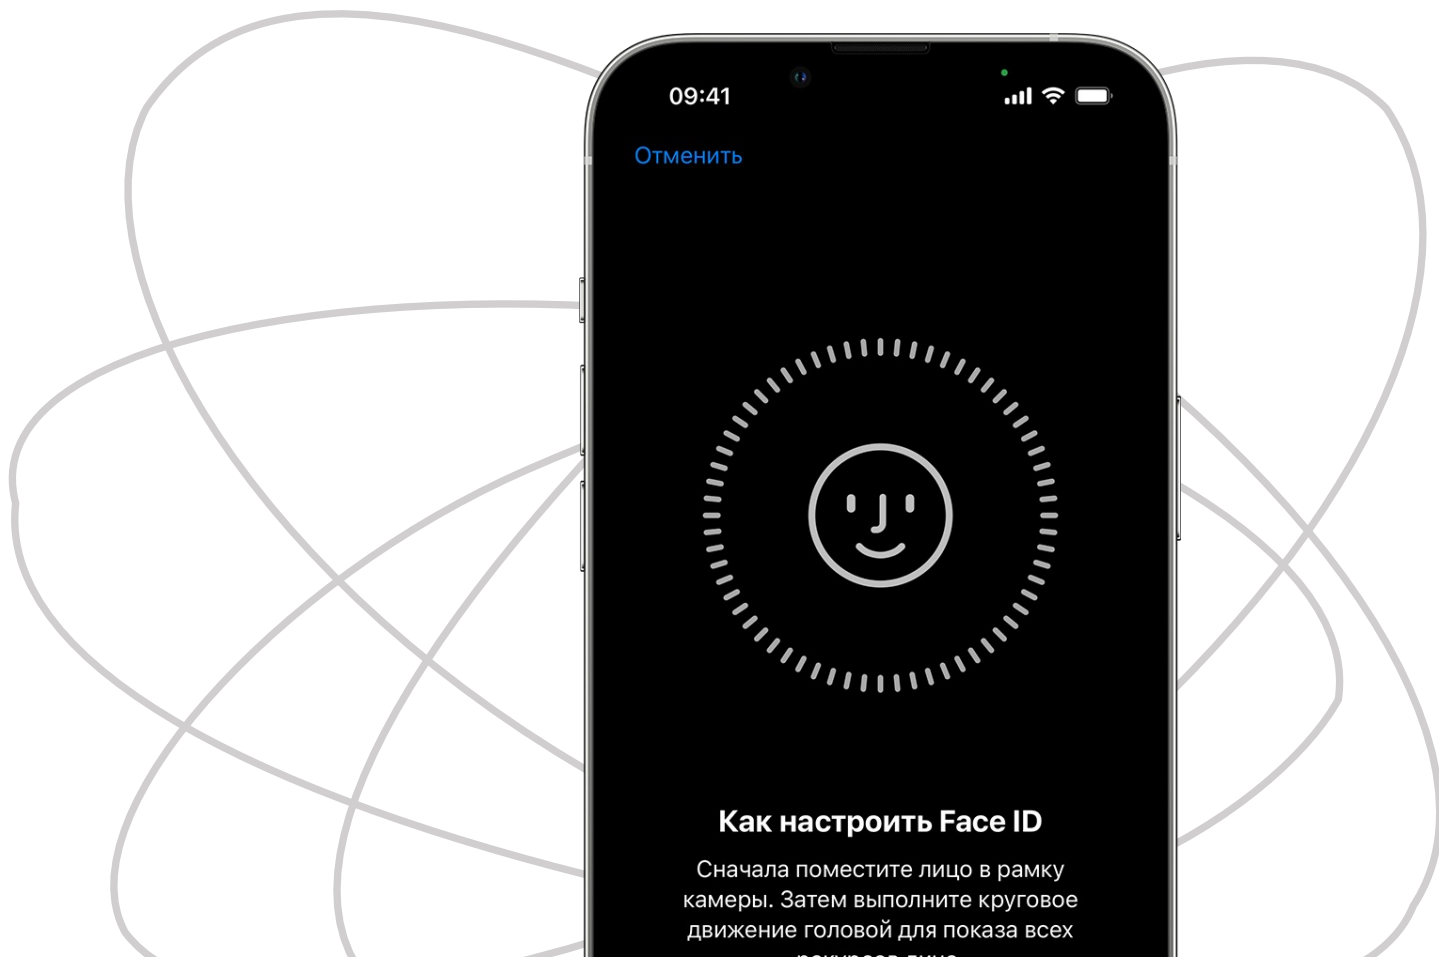 09:41
Отменить
Как настроить Face ID
Сначала поместите лицо в рамку
камеры. Затем выполните круговое
движение головой для показа всех